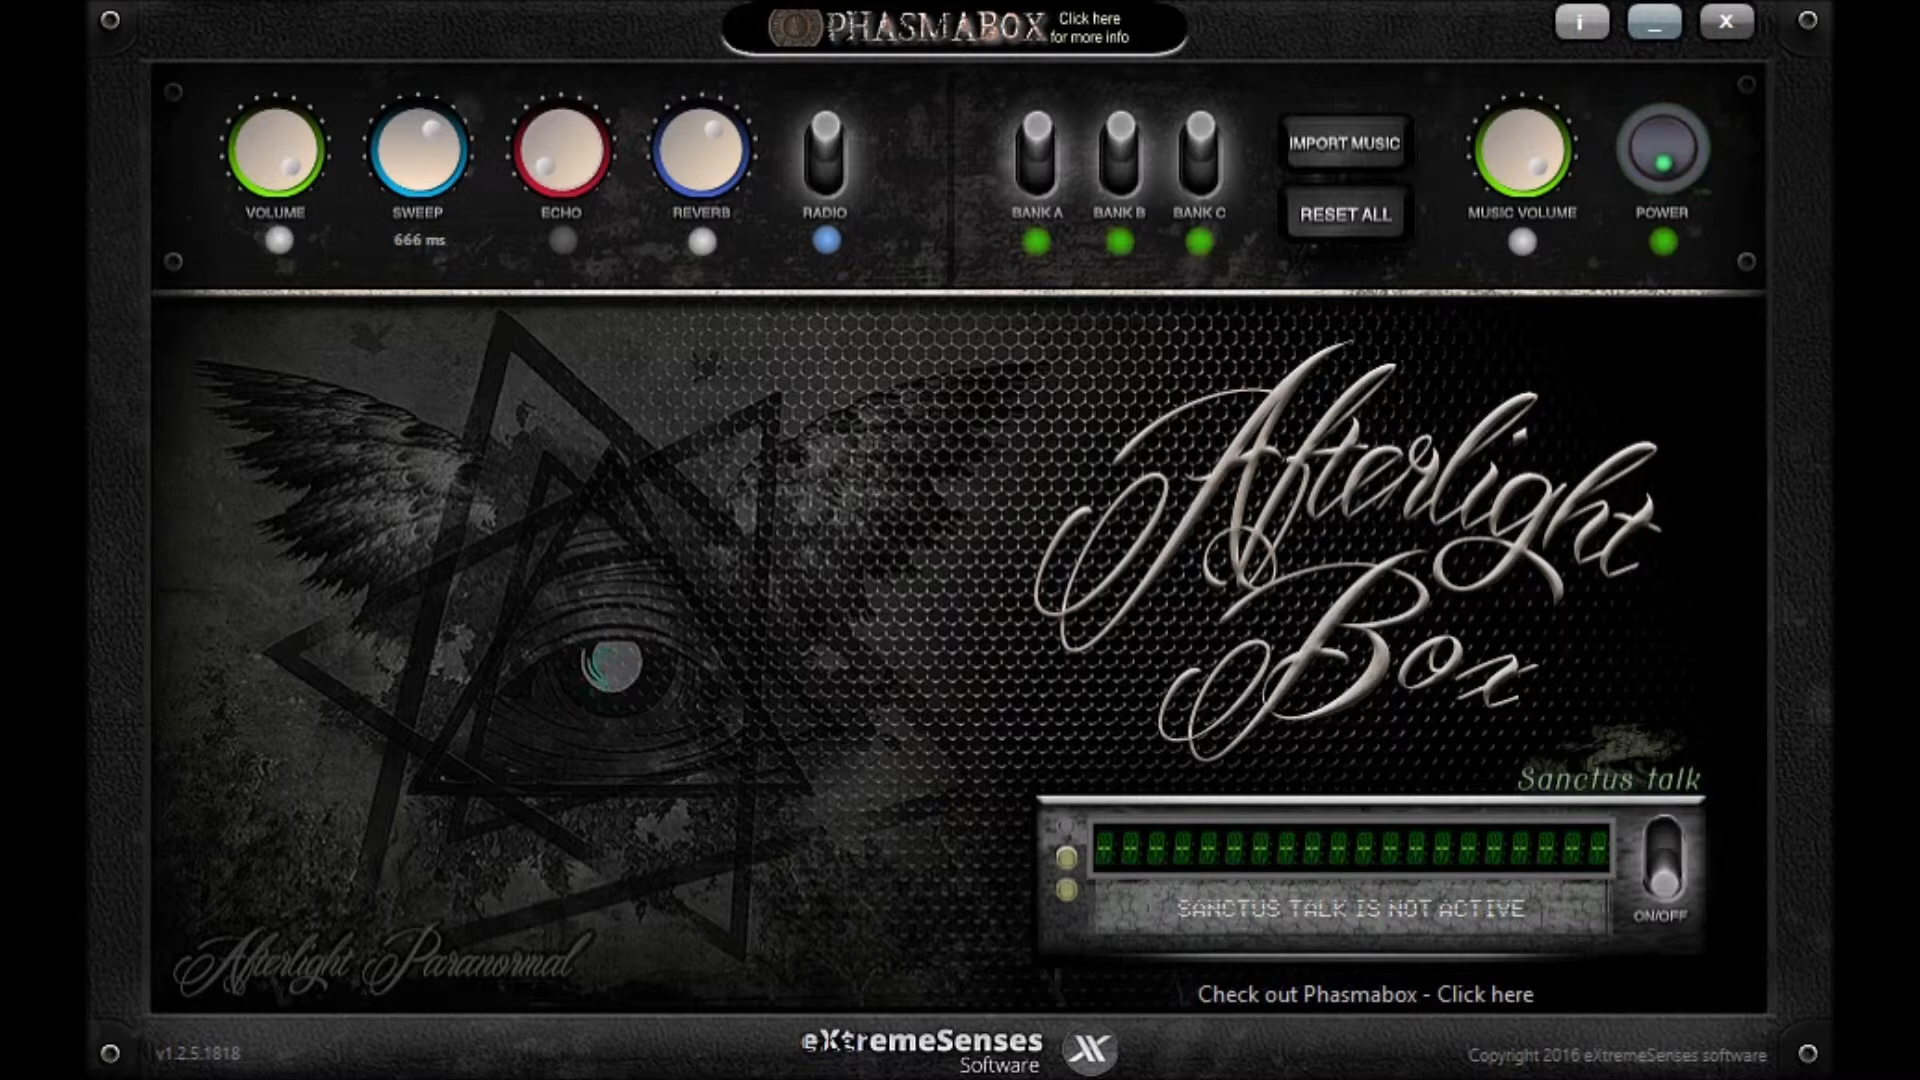 PHASMABOX
Click here
for more info
i _ X
VOLUME SWEEP ECHO REVERB RADIO BANK A BANK B BANK C IMPORT MUSIC MUSIC VOLUME POWER
666 ms
RESET ALL
Afterlight
Box
Sanctus talk
SANCTUS TALK IS NOT ACTIVE
ON/OFF
Afterlight Paranormal
Check out Phasmabox - Click here
v1.2.5.1818
eXtremeSenses
Software
Copyright 2016 eXtremeSenses software